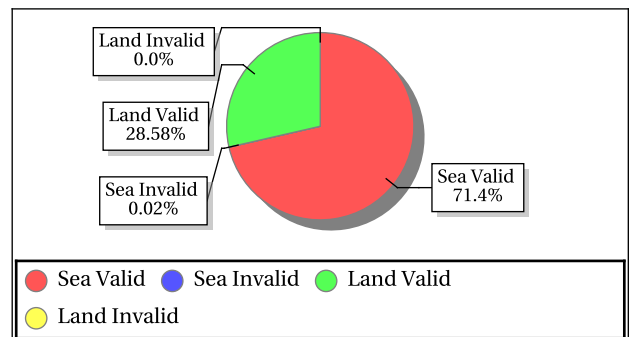 Land Invalid
0.0%
Land Valid
28.58%
Sea Invalid
0.02%
Sea Valid
71.4%
Sea Valid Sea Invalid Land Valid
Land Invalid